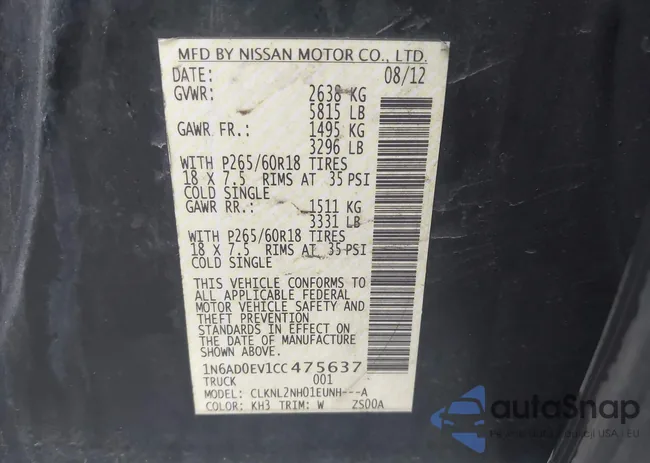 MFD BY NISSAN MOTOR CO., LTD.
DATE: 08/12
GVWR: 2638 KG
5815 LB
GAWR FR.: 1495 KG
3296 LB
WITH P265/60R18 TIRES
18 X 7.5 RIMS AT 35 PSI
COLD SINGLE
GAWR RR.: 1511 KG
3331 LB
WITH P265/60R18 TIRES
18 X 7.5 RIMS AT 35 PSI
COLD SINGLE
THIS VEHICLE CONFORMS TO
ALL APPLICABLE FEDERAL
MOTOR VEHICLE SAFETY AND
THEFT PREVENTION
STANDARDS IN EFFECT ON
THE DATE OF MANUFACTURE
SHOWN ABOVE.
1N6AD0EV1CC475637
TRUCK 001
MODEL: CLKNL2NH01EUNH---A
COLOR: KH3 TRIM: W ZS00A
autoSnap
USA - EU